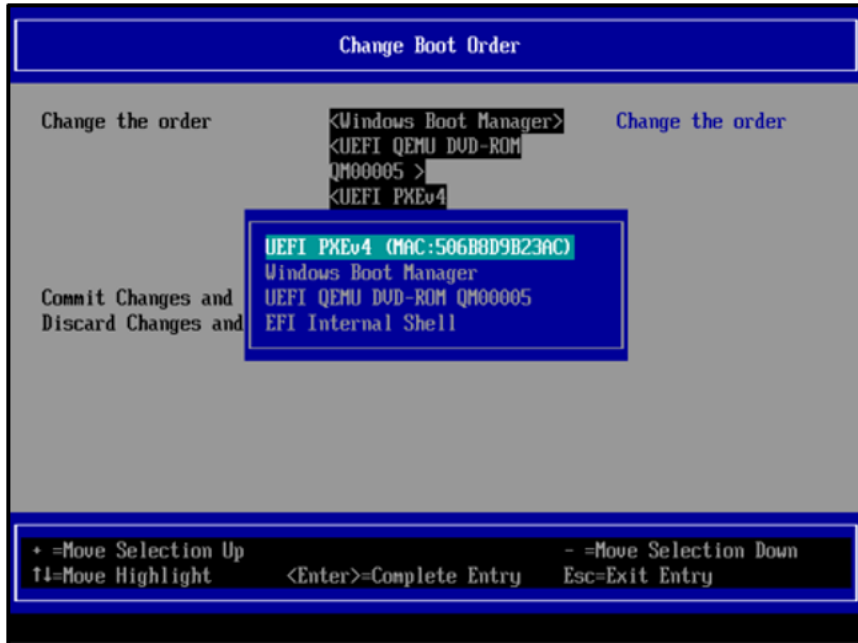 Change Boot Order
Change the order
<Windows Boot Manager>
Change the order
<UEFI QEMU DVD-ROM
QM00005 >
<UEFI PXEv4
UEFI PXEv4 (MAC:506B8D9B23AC)
Windows Boot Manager
UEFI QEMU DVD-ROM QM00005
EFI Internal Shell
Commit Changes and
Discard Changes and
+ =Move Selection Up
- =Move Selection Down
↑↓=Move Highlight
<Enter>=Complete Entry
Esc=Exit Entry